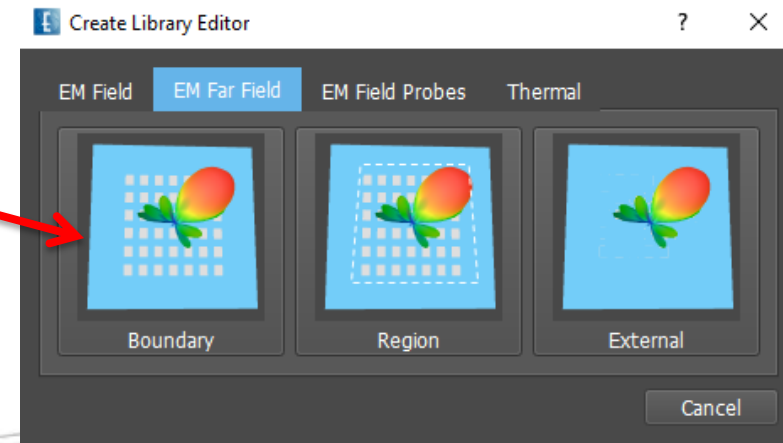 Create Library Editor ? ×
EM Field EM Far Field EM Field Probes Thermal
Boundary Region External
Cancel